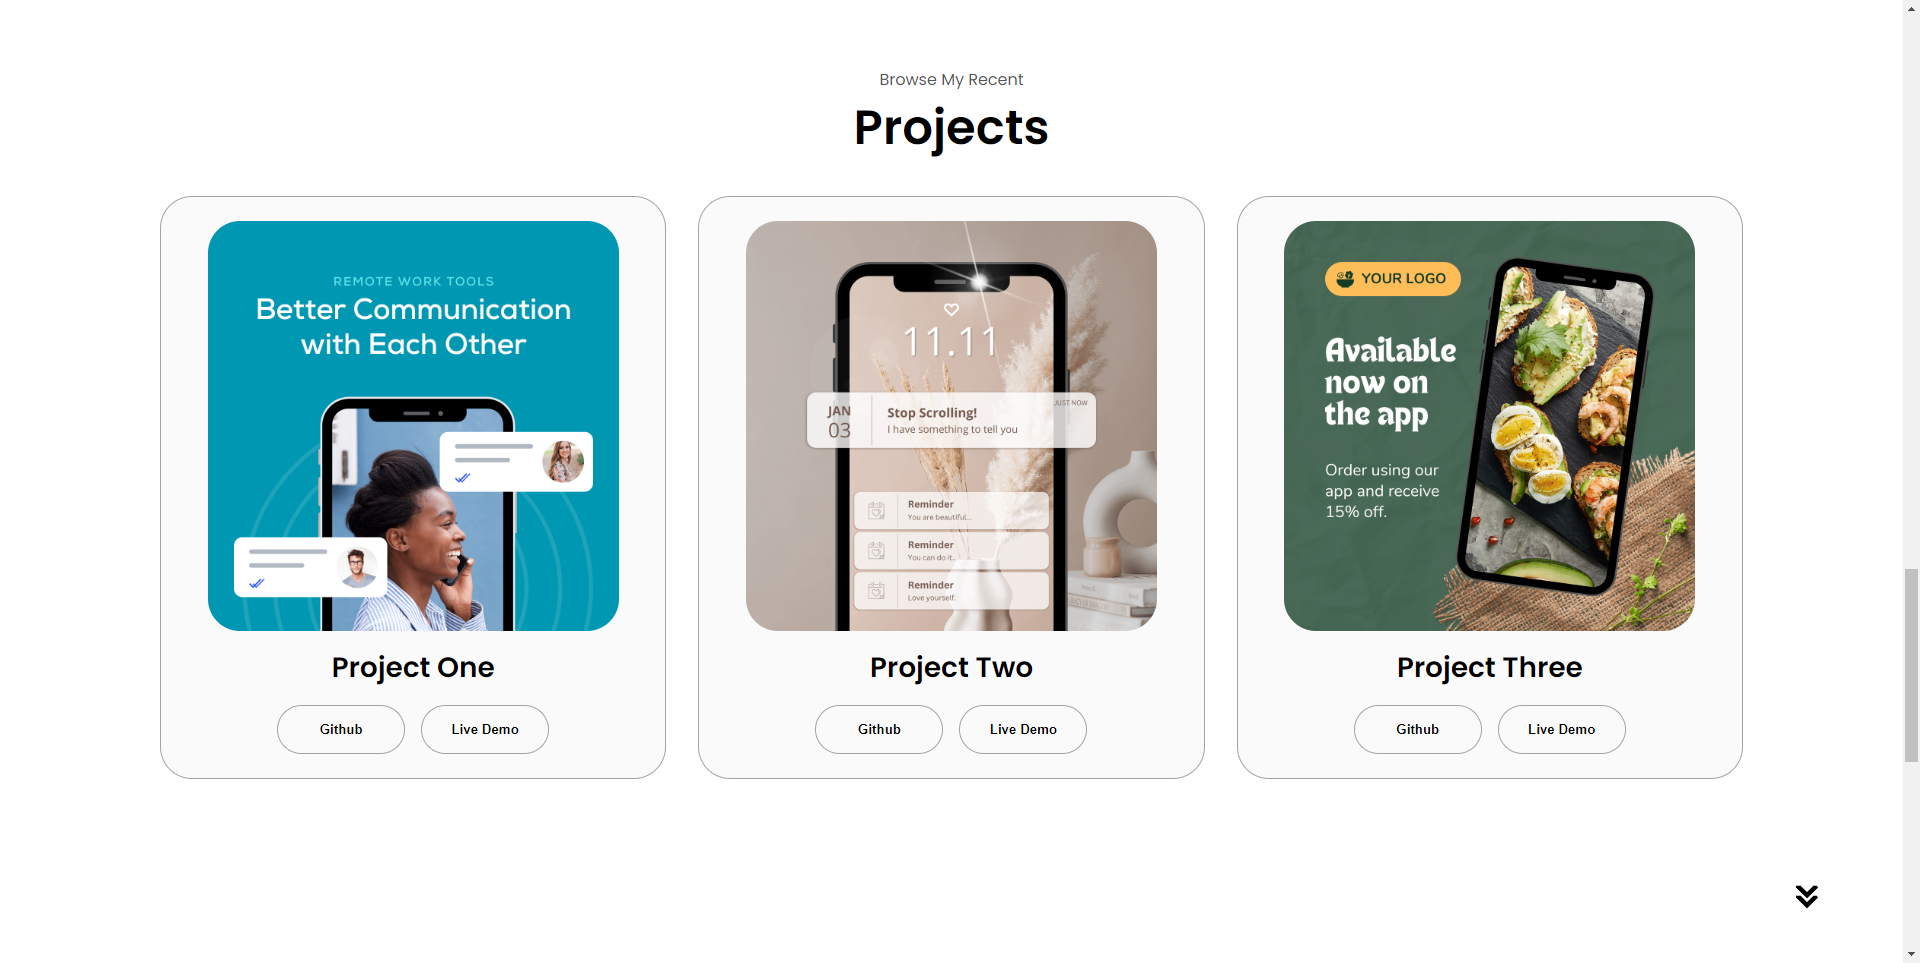 Browse My Recent
Projects
REMOTE WORK TOOLS
Better Communication
with Each Other
Project One
Github
Live Demo
11.11
JAN
03
Stop Scrolling!
I have something to tell you
JUST NOW
Reminder
You are beautiful...
Reminder
You can do it..
Reminder
Love yourself.
Project Two
Github
Live Demo
YOUR LOGO
Available
now on
the app
Order using our
app and receive
15% off.
Project Three
Github
Live Demo